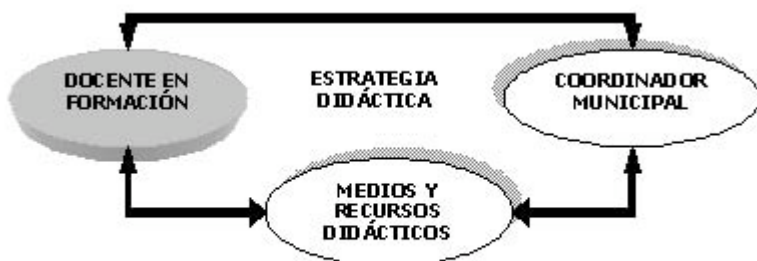 DOCENTE EN
FORMACIÓN
ESTRATEGIA
DIDÁCTICA
COORDINADOR
MUNICIPAL
MEDIOS Y
RECURSOS
DIDÁCTICOS